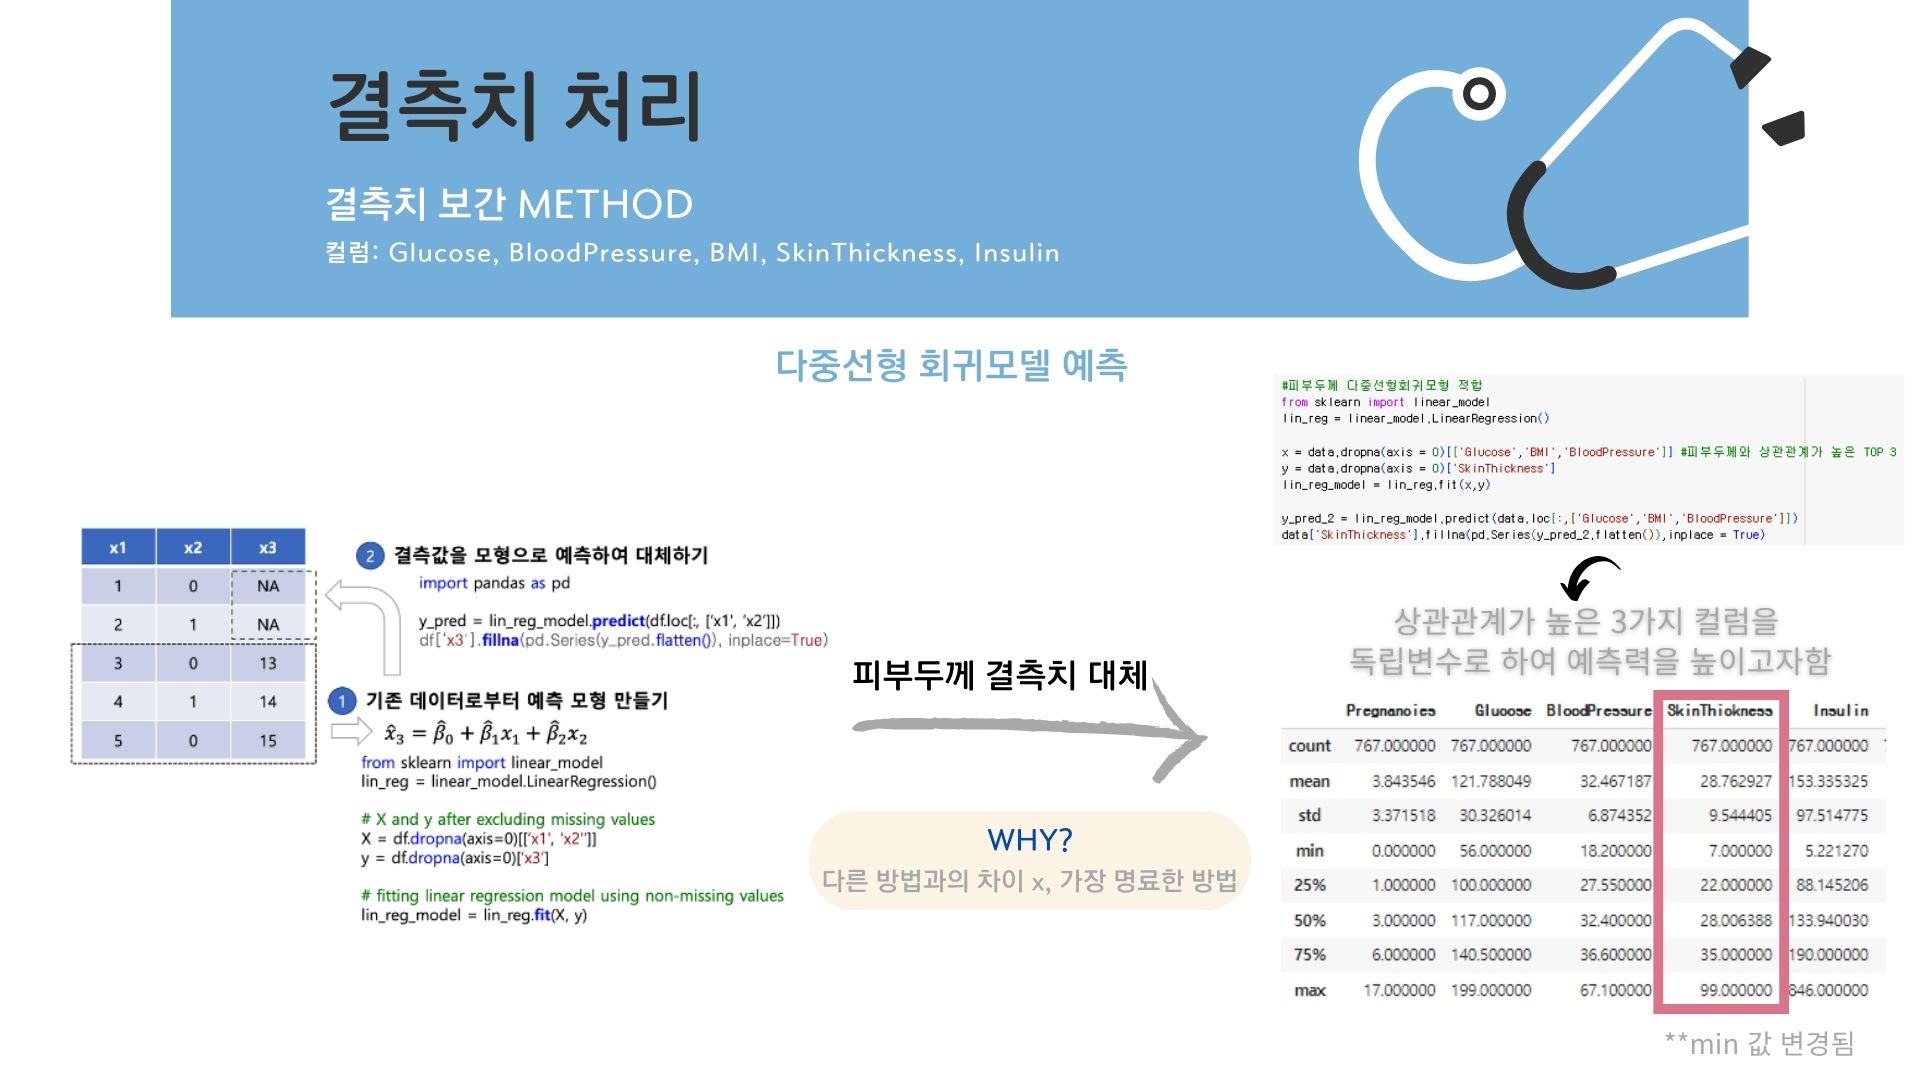 결측치 처리
결측치 보간 METHOD
컬럼: Glucose, BloodPressure, BMI, SkinThickness, Insulin
다중선형 회귀모델 예측
x1 x2 x3
1 0 NA
2 1 NA
3 0 13
4 1 14
5 0 15
2 결측값을 모형으로 예측하여 대체하기
import pandas as pd
y_pred = lin_reg_model.predict(df.loc[:, ['x1', 'x2']])
df['x3'].fillna(pd.Series(y_pred.flatten()), inplace=True)
1 기존 데이터로부터 예측 모형 만들기
x̂₃ = β̂₀ + β̂₁x₁ + β̂₂x₂
from sklearn import linear_model
lin_reg = linear_model.LinearRegression()
# X and y after excluding missing values
X = df.dropna(axis=0)[['x1', 'x2']]
y = df.dropna(axis=0)['x3']
# fitting linear regression model using non-missing values
lin_reg_model = lin_reg.fit(X, y)
피부두께 결측치 대체
WHY?
다른 방법과의 차이 x, 가장 명료한 방법
#피부두께 다중선형회귀모형 적합
from sklearn import linear_model
lin_reg = linear_model.LinearRegression()
x = data.dropna(axis = 0)[['Glucose','BMI','BloodPressure']] #피부두께와 상관관계가 높은 TOP 3
y = data.dropna(axis = 0)['SkinThickness']
lin_reg_model = lin_reg.fit(x,y)
y_pred_2 = lin_reg_model.predict(data.loc[:,['Glucose','BMI','BloodPressure']])
data['SkinThickness'].fillna(pd.Series(y_pred_2.flatten()),inplace = True)
상관관계가 높은 3가지 컬럼을
독립변수로 하여 예측력을 높이고자함
Pregnancies Glucose BloodPressure SkinThickness Insulin
count 767.000000 767.000000 767.000000 767.000000 767.000000
mean 3.843546 121.788049 32.467187 28.762927 153.335325
std 3.371518 30.326014 6.874352 9.544405 97.514775
min 0.000000 56.000000 18.200000 7.000000 5.221270
25% 1.000000 100.000000 27.550000 22.000000 88.145206
50% 3.000000 117.000000 32.400000 28.006388 133.940030
75% 6.000000 140.500000 36.600000 35.000000 190.000000
max 17.000000 199.000000 67.100000 99.000000 846.000000
**min 값 변경됨